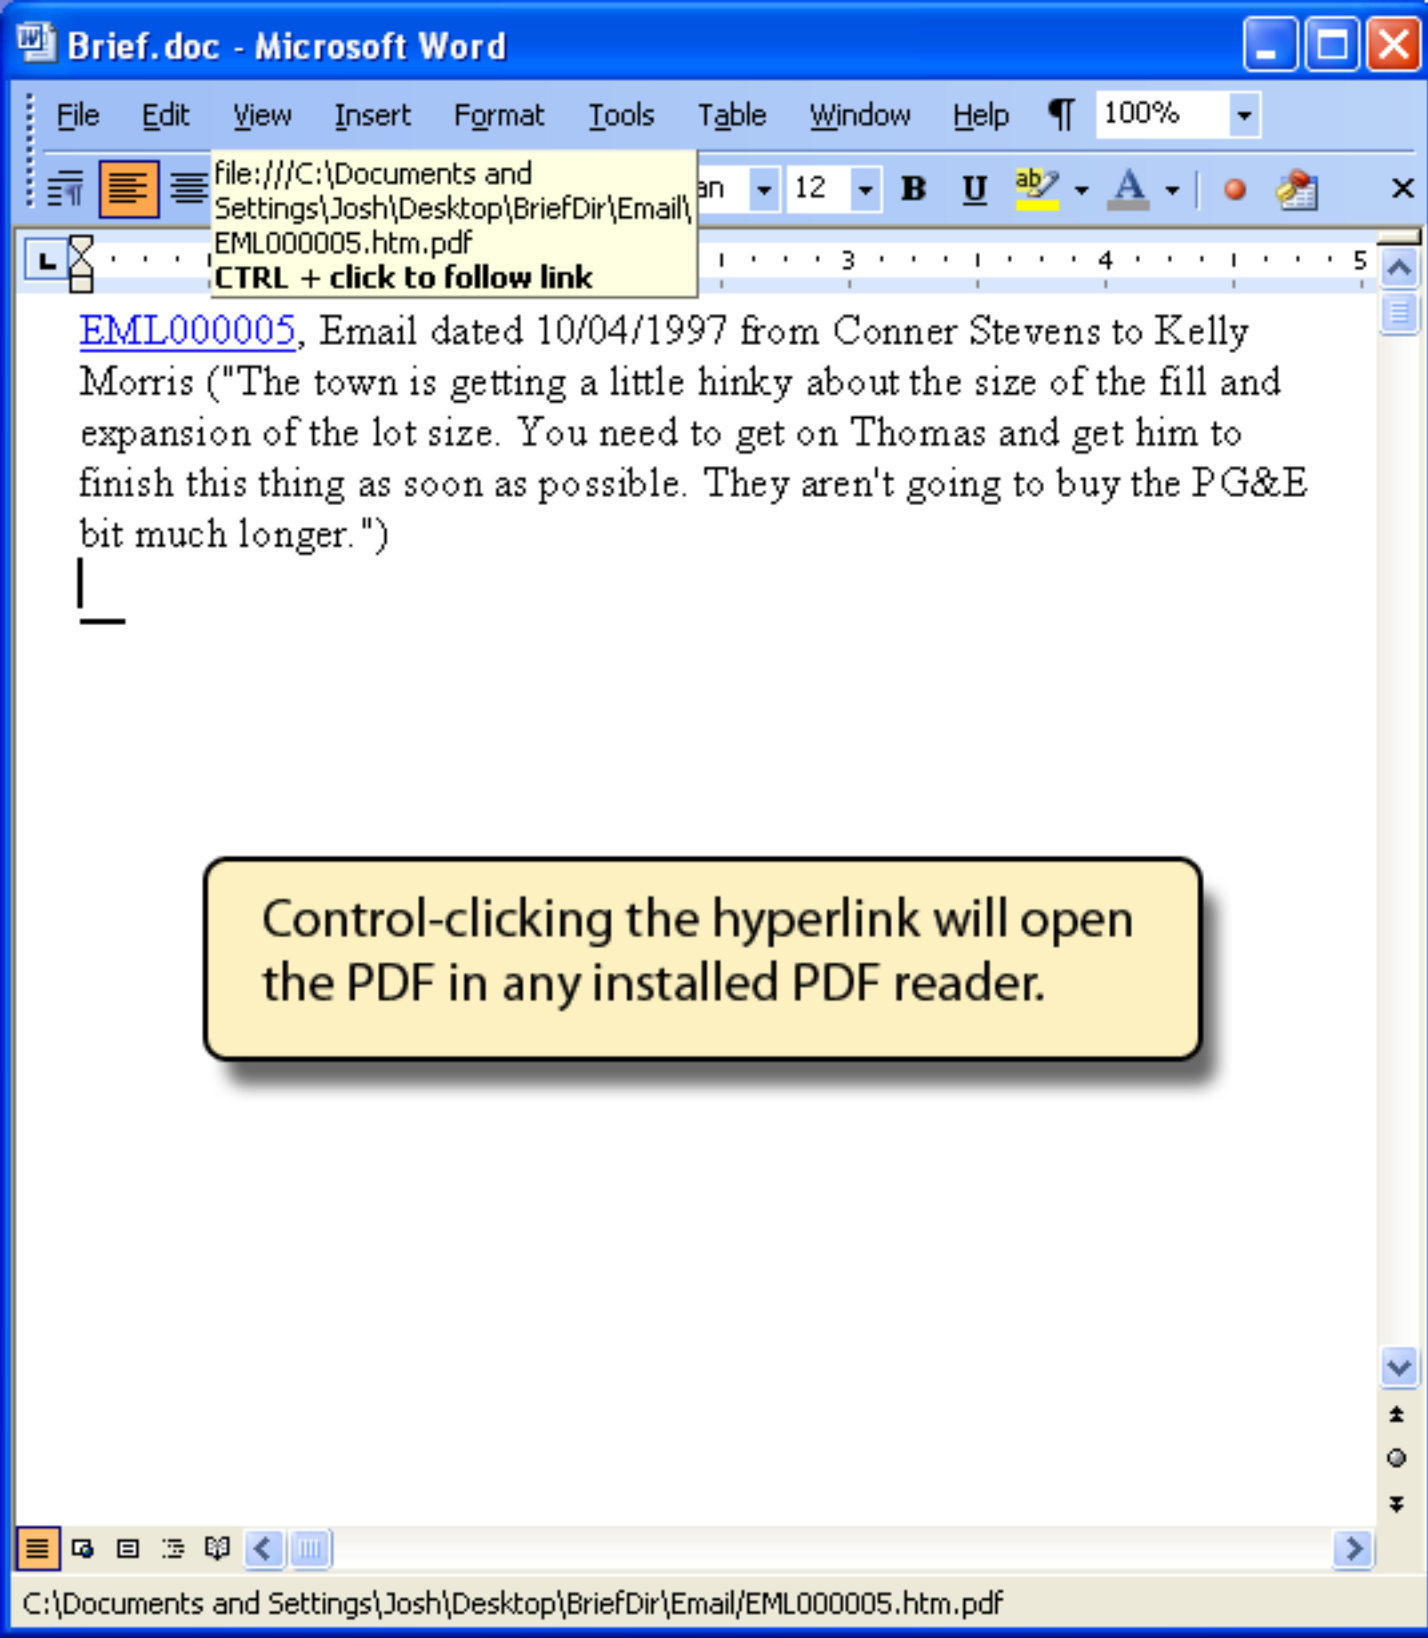 Brief.doc - Microsoft Word
File Edit View Insert Format Tools Table Window Help ¶ 100%
file:///C:\Documents and
Settings\Josh\Desktop\BriefDir\Email\
EML000005.htm.pdf
CTRL + click to follow link
an 12 B U ab A
L 3 4 5
EML000005, Email dated 10/04/1997 from Conner Stevens to Kelly
Morris ("The town is getting a little hinky about the size of the fill and
expansion of the lot size. You need to get on Thomas and get him to
finish this thing as soon as possible. They aren't going to buy the PG&E
bit much longer.")
Control-clicking the hyperlink will open
the PDF in any installed PDF reader.
C:\Documents and Settings\Josh\Desktop\BriefDir\Email/EML000005.htm.pdf